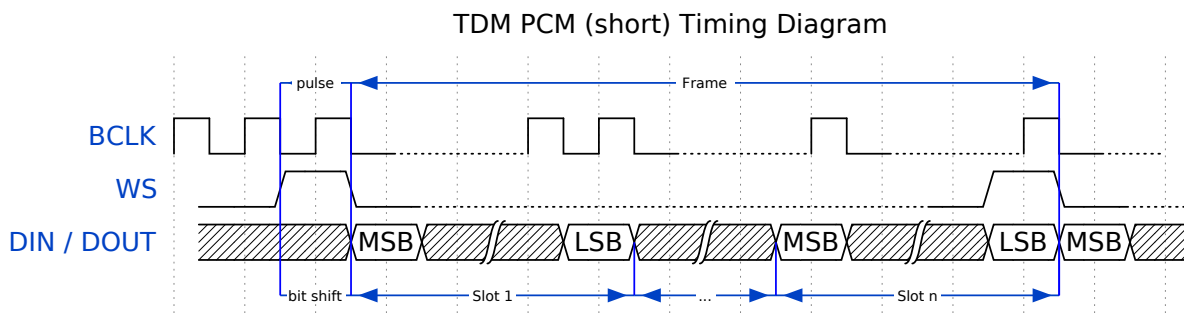 TDM PCM (short) Timing Diagram
pulse Frame
BCLK
WS
DIN / DOUT MSB LSB MSB LSB MSB
bit shift Slot 1 ... Slot n